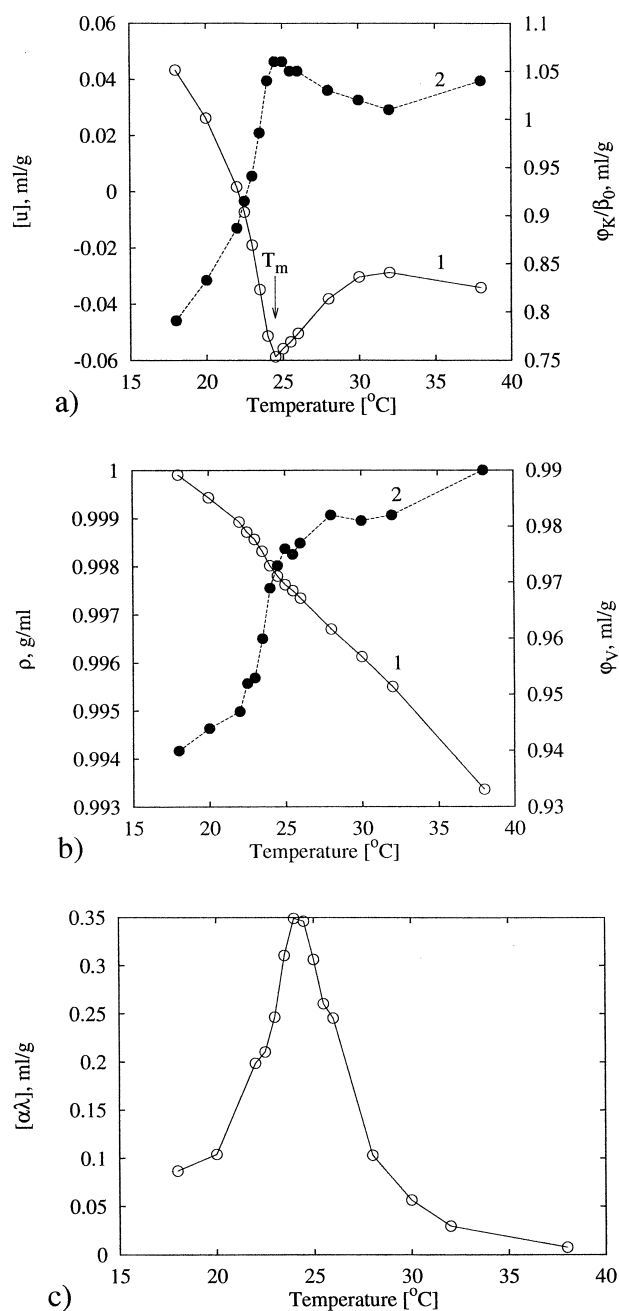 0.06
0.04
0.02
0
-0.02
-0.04
-0.06
[u], ml/g
1.1
1.05
1
0.95
0.9
0.85
0.8
0.75
φK/β0, ml/g
2
Tm
1
15 20 25 30 35 40
Temperature [°C]
a)
1
0.999
0.998
0.997
0.996
0.995
0.994
0.993
ρ, g/ml
0.99
0.98
0.97
0.96
0.95
0.94
0.93
φV, ml/g
2
1
15 20 25 30 35 40
Temperature [°C]
b)
0.35
0.3
0.25
0.2
0.15
0.1
0.05
0
[αλ], ml/g
15 20 25 30 35 40
Temperature [°C]
c)